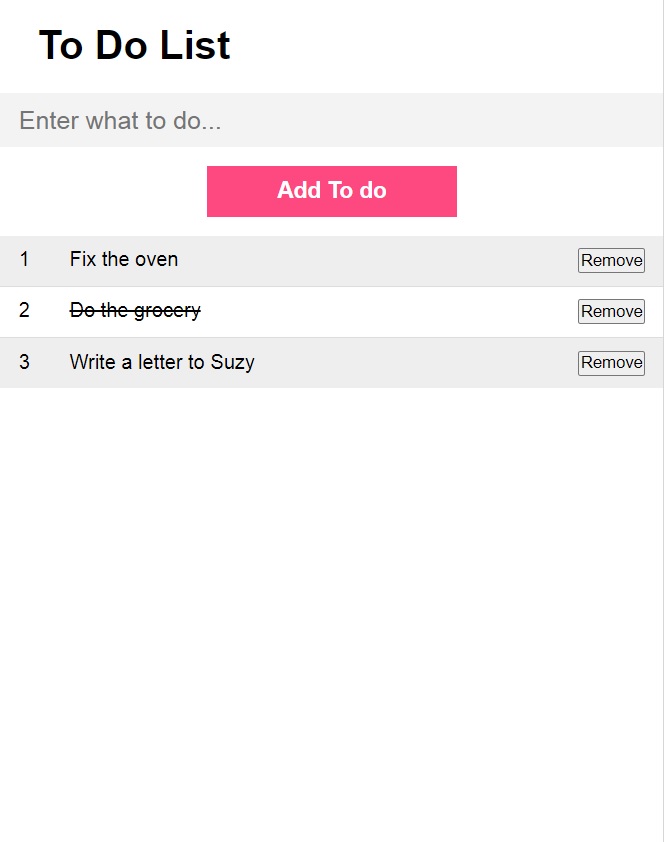 To Do List
Enter what to do...
Add To do
1 Fix the oven Remove
2 Do the grocery Remove
3 Write a letter to Suzy Remove